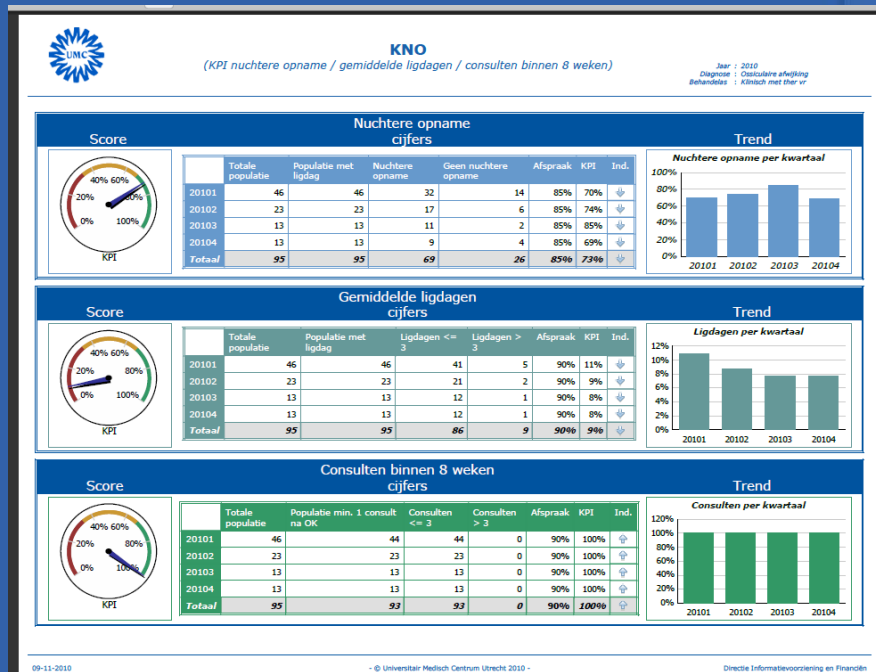 UMC
KNO
(KPI nuchtere opname / gemiddelde ligdagen / consulten binnen 8 weken)
Jaar : 2010
Diagnose : Ossiculaire afwijking
Behandelas : Klinisch met ther vr
Nuchtere opname
Score cijfers Trend
0% 20% 40% 60% 80% 100%
KPI
Totale populatie Populatie met ligdag Nuchtere opname Geen nuchtere opname Afspraak KPI Ind.
20101 46 46 32 14 85% 70%
20102 23 23 17 6 85% 74%
20103 13 13 11 2 85% 85%
20104 13 13 9 4 85% 69%
Totaal 95 95 69 26 85% 73%
Nuchtere opname per kwartaal
100%
80%
60%
40%
20%
0%
20101 20102 20103 20104
Gemiddelde ligdagen
Score cijfers Trend
0% 20% 40% 60% 80% 100%
KPI
Totale populatie Populatie met ligdag Ligdagen <= 3 Ligdagen > 3 Afspraak KPI Ind.
20101 46 46 41 5 90% 11%
20102 23 23 21 2 90% 9%
20103 13 13 12 1 90% 8%
20104 13 13 12 1 90% 8%
Totaal 95 95 86 9 90% 9%
Ligdagen per kwartaal
12%
10%
8%
6%
4%
2%
0%
20101 20102 20103 20104
Consulten binnen 8 weken
Score cijfers Trend
0% 20% 40% 60% 80% 100%
KPI
Totale populatie Populatie min. 1 consult na OK Consulten <= 3 Consulten > 3 Afspraak KPI Ind.
20101 46 44 44 0 90% 100%
20102 23 23 23 0 90% 100%
20103 13 13 13 0 90% 100%
20104 13 13 13 0 90% 100%
Totaal 95 93 93 0 90% 100%
Consulten per kwartaal
120%
100%
80%
60%
40%
20%
0%
20101 20102 20103 20104
09-11-2010 - © Universitair Medisch Centrum Utrecht 2010 - Directie Informatievoorziening en Financiën